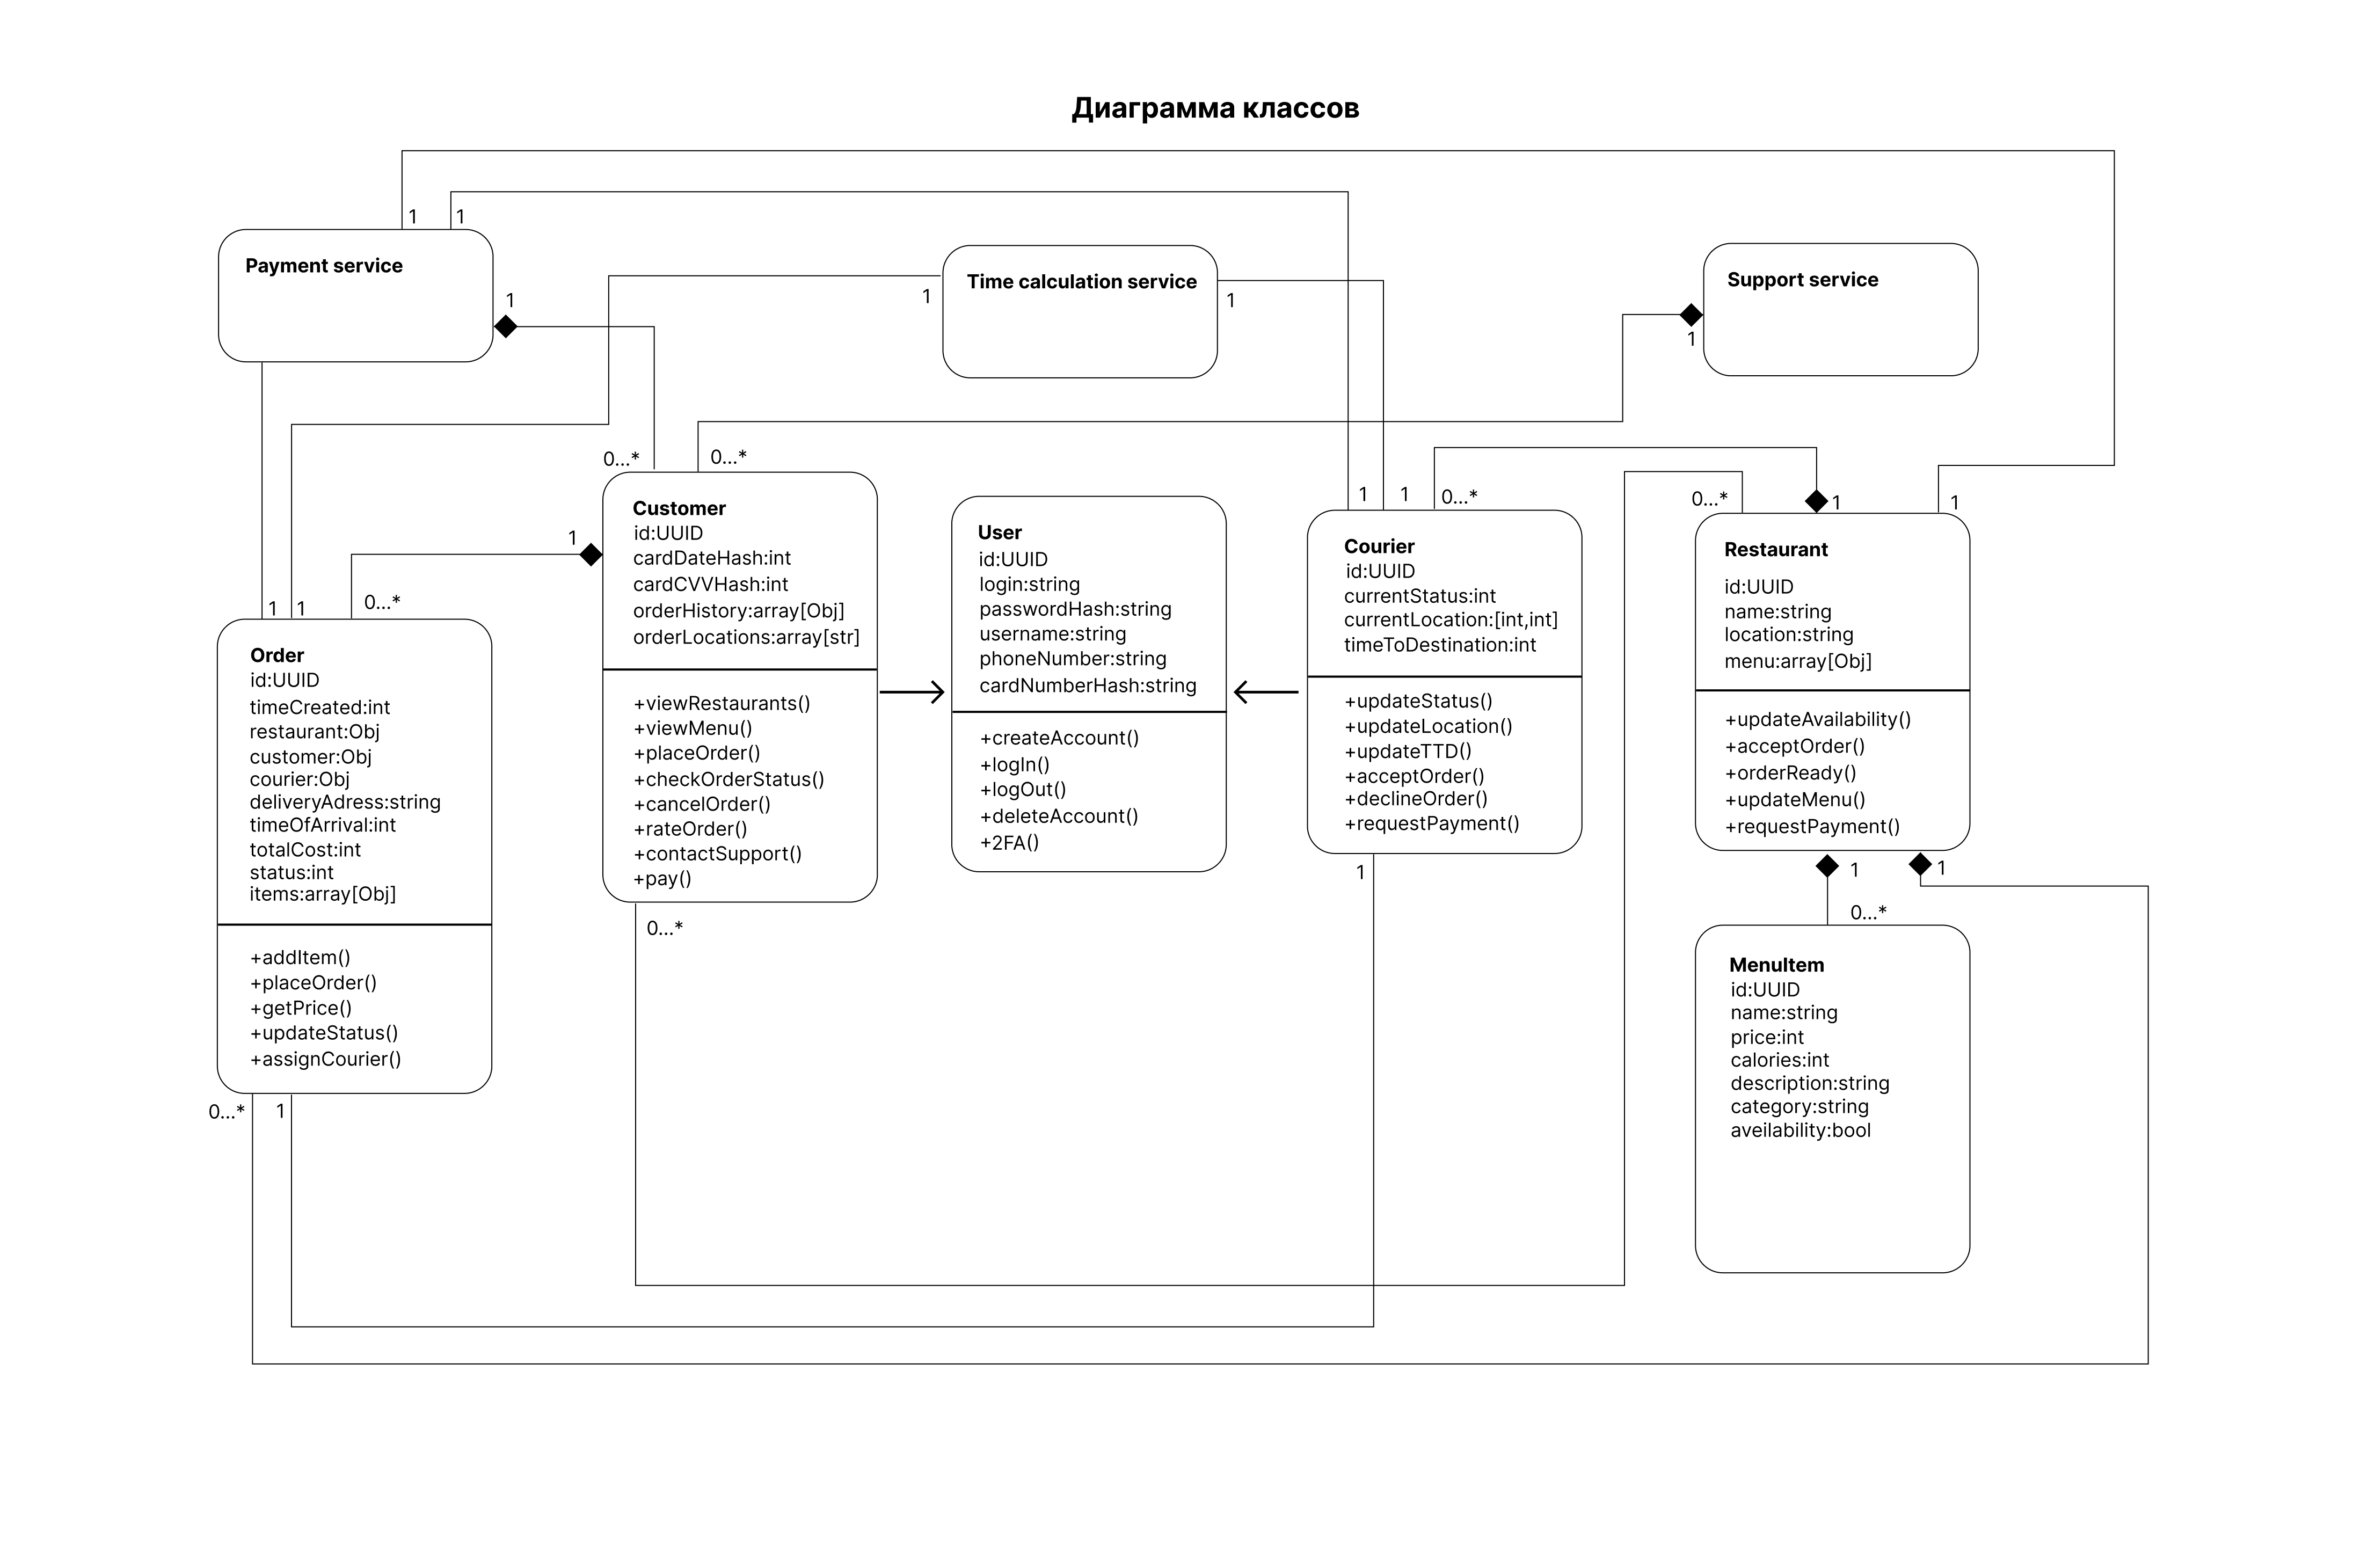 Диаграмма классов
1
1
Payment service
1
1
Time calculation service
1
Support service
1
0...*
0...*
1
1
0...*
0...*
1
1
1
Customer
id:UUID
cardDateHash:int
cardCVVHash:int
orderHistory:array[Obj]
orderLocations:array[str]
+viewRestaurants()
+viewMenu()
+placeOrder()
+checkOrderStatus()
+cancelOrder()
+rateOrder()
+contactSupport()
+pay()
0...*
User
id:UUID
login:string
passwordHash:string
username:string
phoneNumber:string
cardNumberHash:string
+createAccount()
+logIn()
+logOut()
+deleteAccount()
+2FA()
Courier
id:UUID
currentStatus:int
currentLocation:[int,int]
timeToDestination:int
+updateStatus()
+updateLocation()
+updateTTD()
+acceptOrder()
+declineOrder()
+requestPayment()
1
Restaurant
id:UUID
name:string
location:string
menu:array[Obj]
+updateAvailability()
+acceptOrder()
+orderReady()
+updateMenu()
+requestPayment()
1
1
0...*
1
1
0...*
Order
id:UUID
timeCreated:int
restaurant:Obj
customer:Obj
courier:Obj
deliveryAdress:string
timeOfArrival:int
totalCost:int
status:int
items:array[Obj]
+addItem()
+placeOrder()
+getPrice()
+updateStatus()
+assignCourier()
0...*
1
MenuItem
id:UUID
name:string
price:int
calories:int
description:string
category:string
aveilability:bool